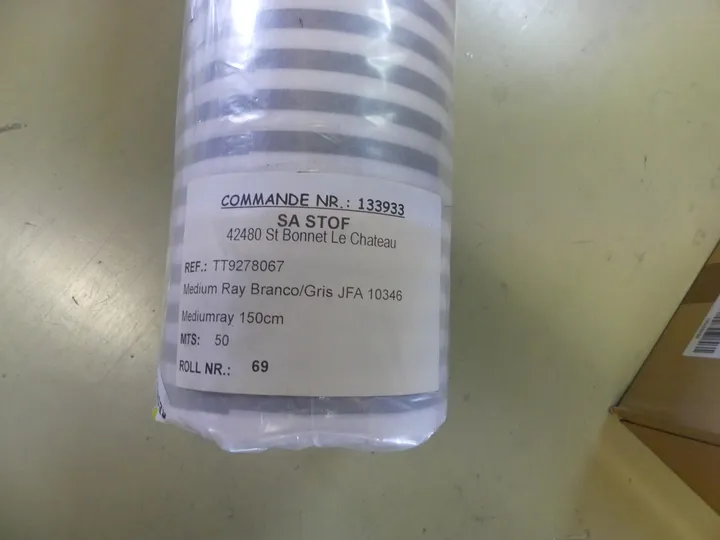 COMMANDE NR.: 133933
SA STOF
42480 St Bonnet Le Chateau
REF.: TT9278067
Medium Ray Branco/Gris JFA 10346
Mediumray 150cm
MTS: 50
ROLL NR.: 69